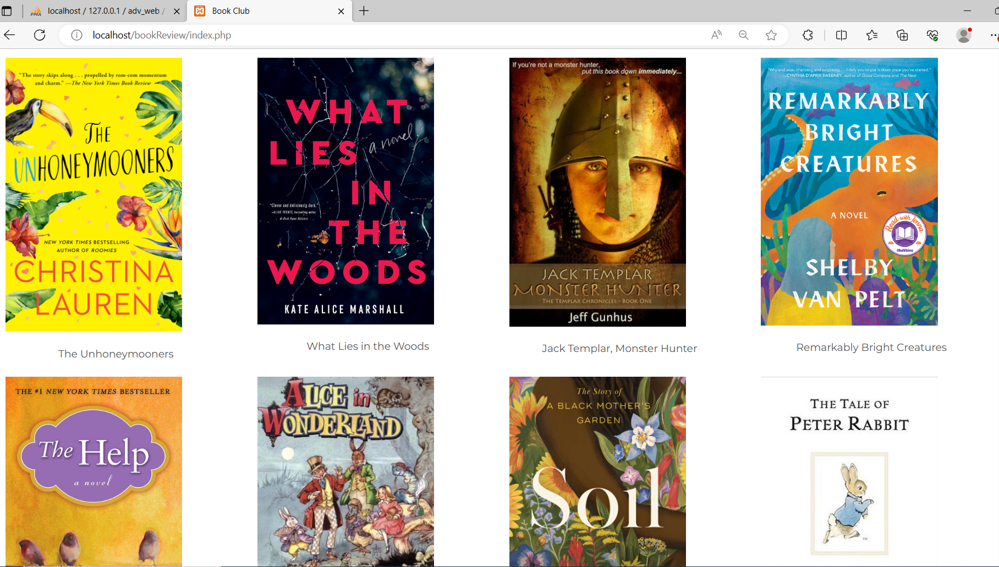 localhost / 127.0.0.1 / adv_web /
Book Club
localhost/bookReview/index.php
"The story skips along . . . propelled by rom-com momentum
and charm." —The New York Times Book Review
THE
UNHONEYMOONERS
NEW YORK TIMES BESTSELLING
AUTHOR OF ROOMIES
CHRISTINA
LAUREN
WHAT
LIES a novel
IN
"Clever and deliciously dark."
—ALICE FEENEY, bestselling author
of Rock Paper Scissors
THE
WOODS
KATE ALICE MARSHALL
If you're not a monster hunter,
put this book down immediately...
JACK TEMPLAR
MONSTER HUNTER
THE TEMPLAR CHRONICLES - BOOK ONE
Jeff Gunhus
"Wry and wise, charming and surprising. . . I defy you to put it down once you've started."
—CYNTHIA D'APRIX SWEENEY, author of Good Company and The Nest
REMARKABLY
BRIGHT
CREATURES
A NOVEL
Read with Jenna
#ReadWithJenna
SHELBY
VAN PELT
The Unhoneymooners
What Lies in the Woods
Jack Templar, Monster Hunter
Remarkably Bright Creatures
THE #1 NEW YORK TIMES BESTSELLER
The Help
a novel
ALICE in
WONDERLAND
The Story of
A BLACK MOTHER'S
GARDEN
Soil
THE TALE OF
PETER RABBIT
TM